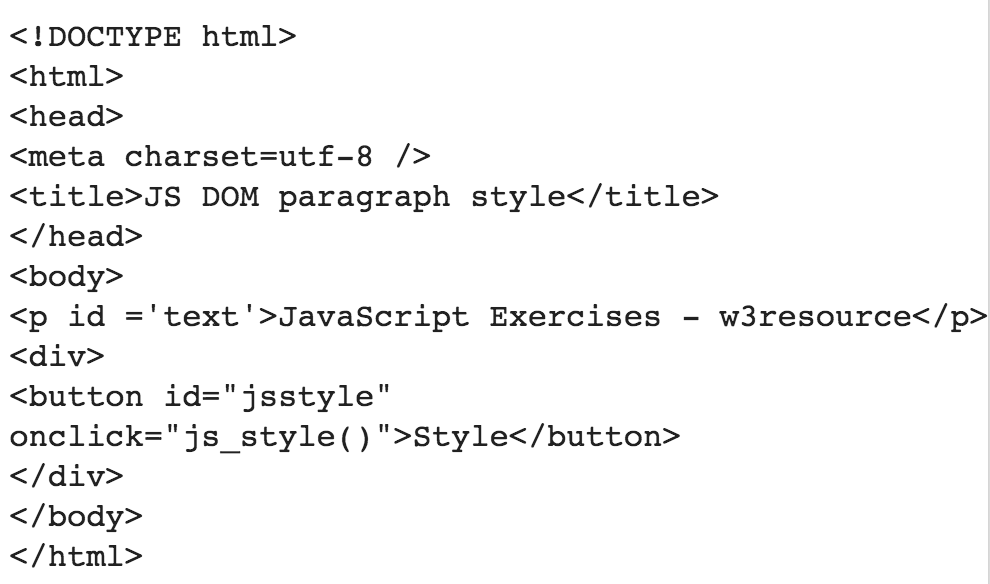 <!DOCTYPE html>
<html>
<head>
<meta charset=utf-8 />
<title>JS DOM paragraph style</title>
</head>
<body>
<p id ='text'>JavaScript Exercises - w3resource</p>
<div>
<button id="jsstyle"
onclick="js_style()">Style</button>
</div>
</body>
</html>